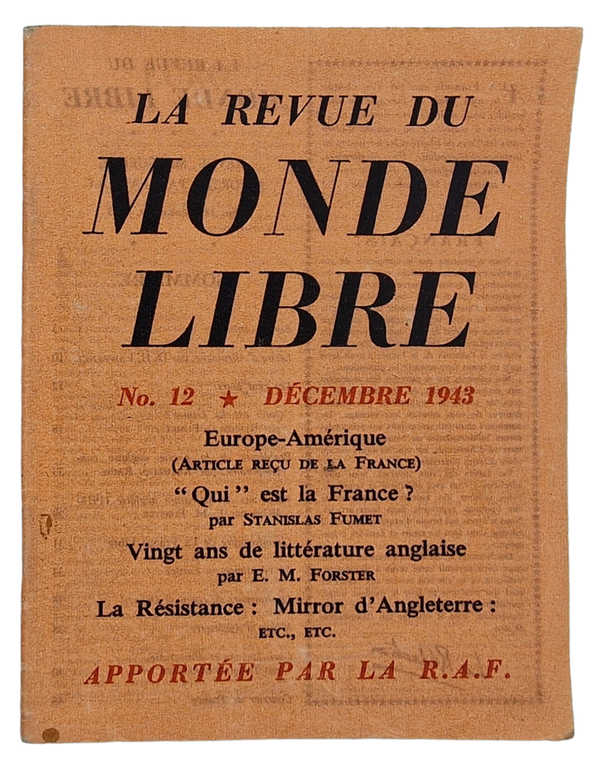 LA REVUE DU
MONDE
LIBRE
No. 12 ★ DÉCEMBRE 1943
Europe-Amérique
(ARTICLE REÇU DE LA FRANCE)
“Qui” est la France ?
par STANISLAS FUMET
Vingt ans de littérature anglaise
par E. M. FORSTER
La Résistance : Mirror d'Angleterre :
ETC., ETC.
APPORTÉE PAR LA R.A.F.